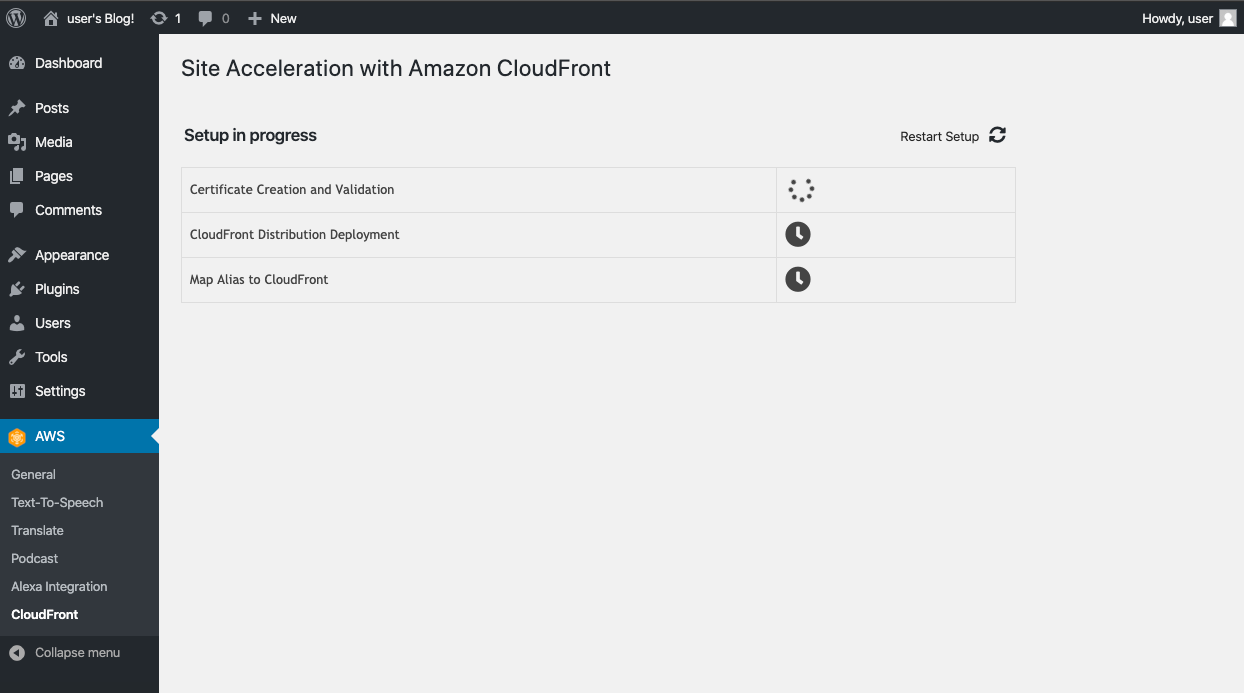 user's Blog! 1 0 New Howdy, user
Dashboard
Posts
Media
Pages
Comments
Appearance
Plugins
Users
Tools
Settings
AWS
General
Text-To-Speech
Translate
Podcast
Alexa Integration
CloudFront
Collapse menu
Site Acceleration with Amazon CloudFront
Setup in progress Restart Setup
Certificate Creation and Validation
CloudFront Distribution Deployment
Map Alias to CloudFront